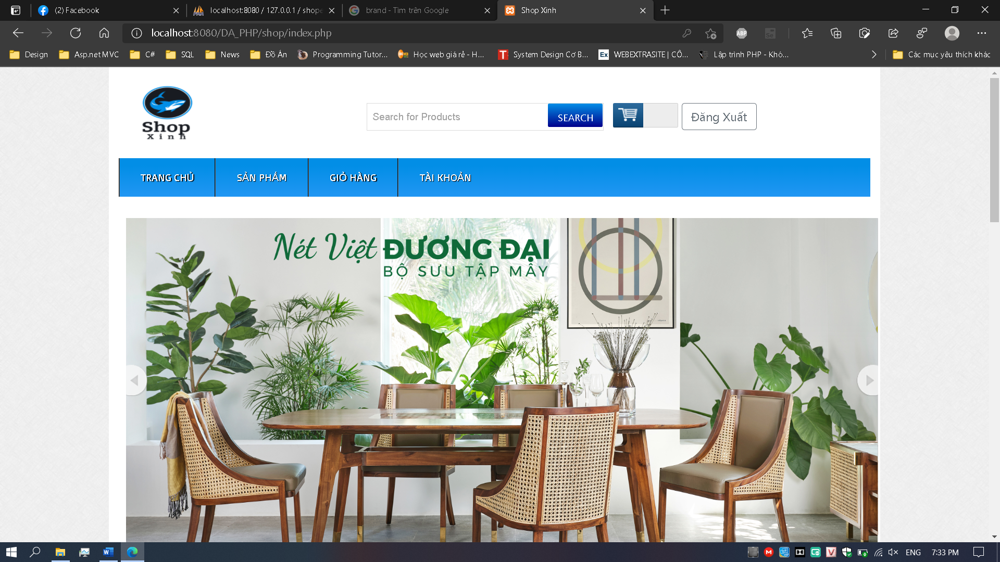 (2) Facebook
localhost:8080 / 127.0.0.1 / shope
brand - Tìm trên Google
Shop Xinh
localhost:8080/DA_PHP/shop/index.php
Design
Asp.net MVC
C#
SQL
News
Đồ Án
Programming Tutor...
Học web giá rẻ - H...
System Design Cơ B...
WEBEXTRASITE | CÔ...
Lập trình PHP - Khó...
Các mục yêu thích khác
Shop
Xinh
Search for Products
SEARCH
Đăng Xuất
TRANG CHỦ
SẢN PHẨM
GIỎ HÀNG
TÀI KHOẢN
Nét Việt ĐƯƠNG ĐẠI
BỘ SƯU TẬP MÂY
ENG
7:33 PM